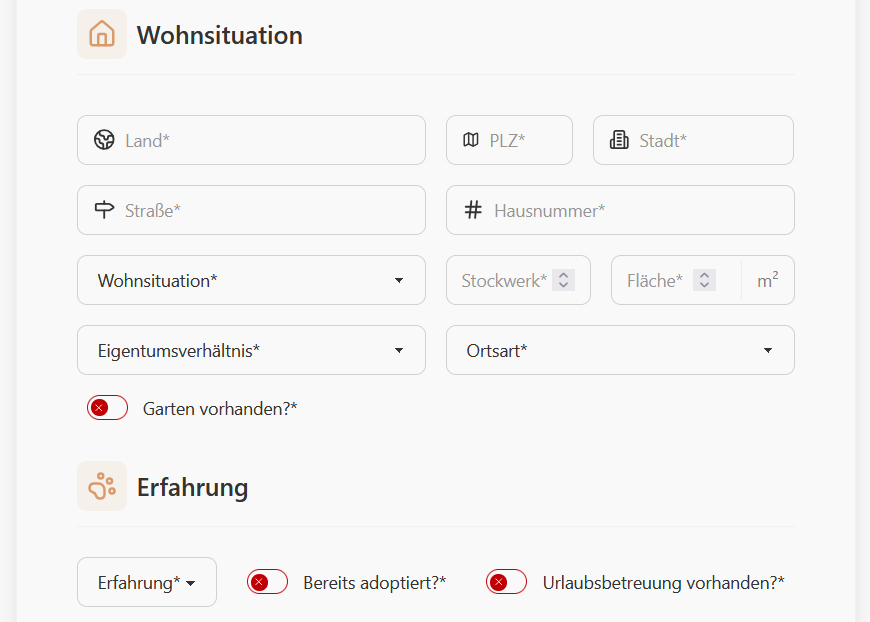 Wohnsituation
Land* PLZ* Stadt*
Straße* Hausnummer*
Wohnsituation* Stockwerk* Fläche* m²
Eigentumsverhältnis* Ortsart*
Garten vorhanden?*
Erfahrung
Erfahrung* Bereits adoptiert?* Urlaubsbetreuung vorhanden?*